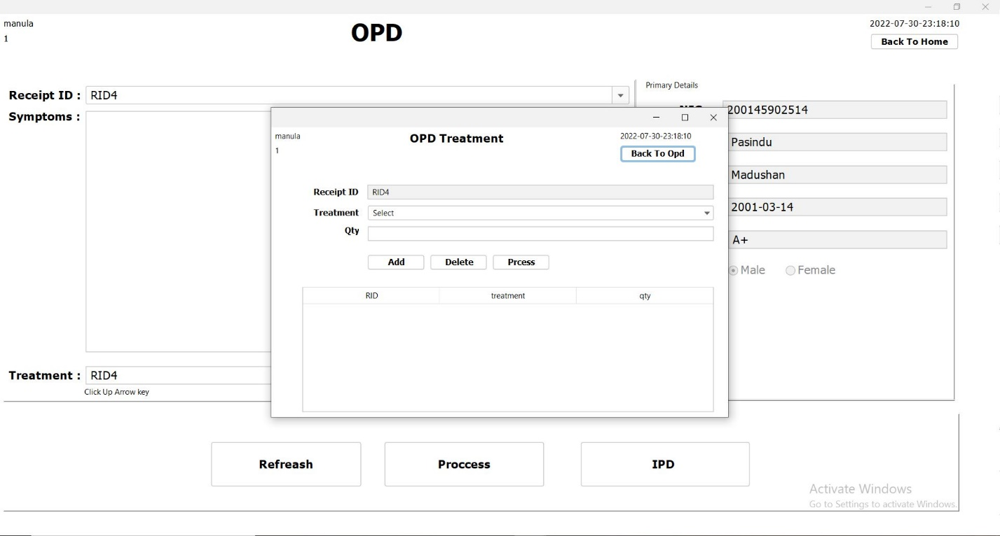 manula
1
OPD
2022-07-30-23:18:10
Back To Home
Receipt ID : RID4
Symptoms :
Primary Details
200145902514
Pasindu
Madushan
2001-03-14
A+
Male Female
manula
1
OPD Treatment
2022-07-30-23:18:10
Back To Opd
Receipt ID RID4
Treatment Select
Qty
Add Delete Prcess
RID treatment qty
Treatment : RID4
Click Up Arrow key
Refreash Proccess IPD
Activate Windows
Go to Settings to activate Windows.